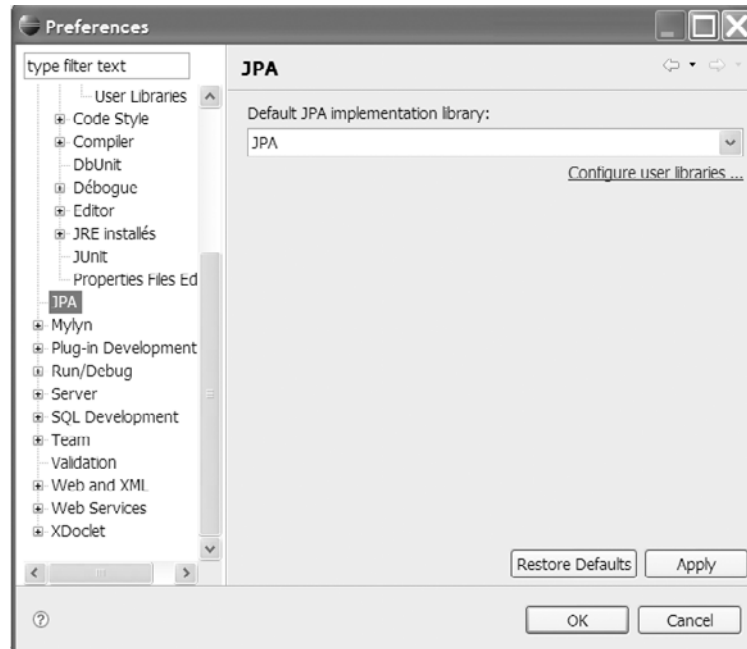 Preferences
type filter text
User Libraries
Code Style
Compiler
DbUnit
Débogue
Editor
JRE installés
JUnit
Properties Files Ed
JPA
Mylyn
Plug-in Development
Run/Debug
Server
SQL Development
Team
Validation
Web and XML
Web Services
XDoclet
JPA
Default JPA implementation library:
JPA
Configure user libraries ...
Restore Defaults Apply
? OK Cancel